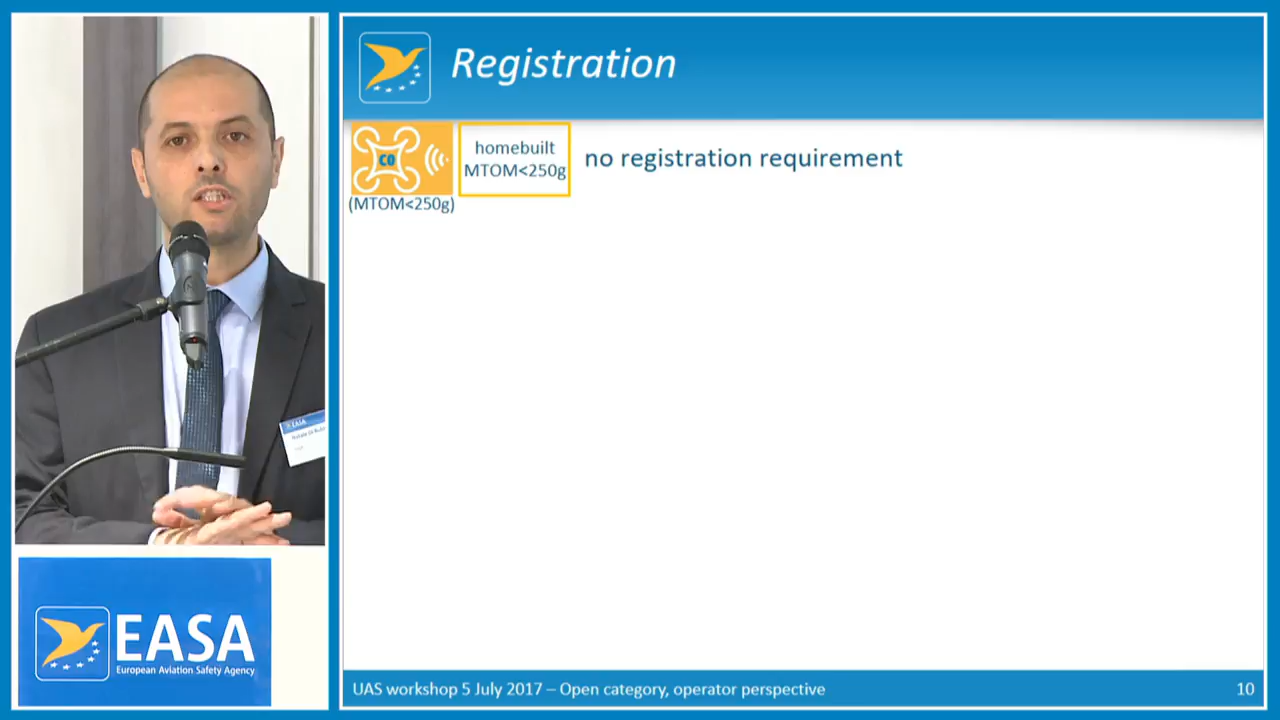 Registration
C0
homebuilt
MTOM<250g
no registration requirement
(MTOM<250g)
EASA
EASA
European Aviation Safety Agency
UAS workshop 5 July 2017 – Open category, operator perspective
10